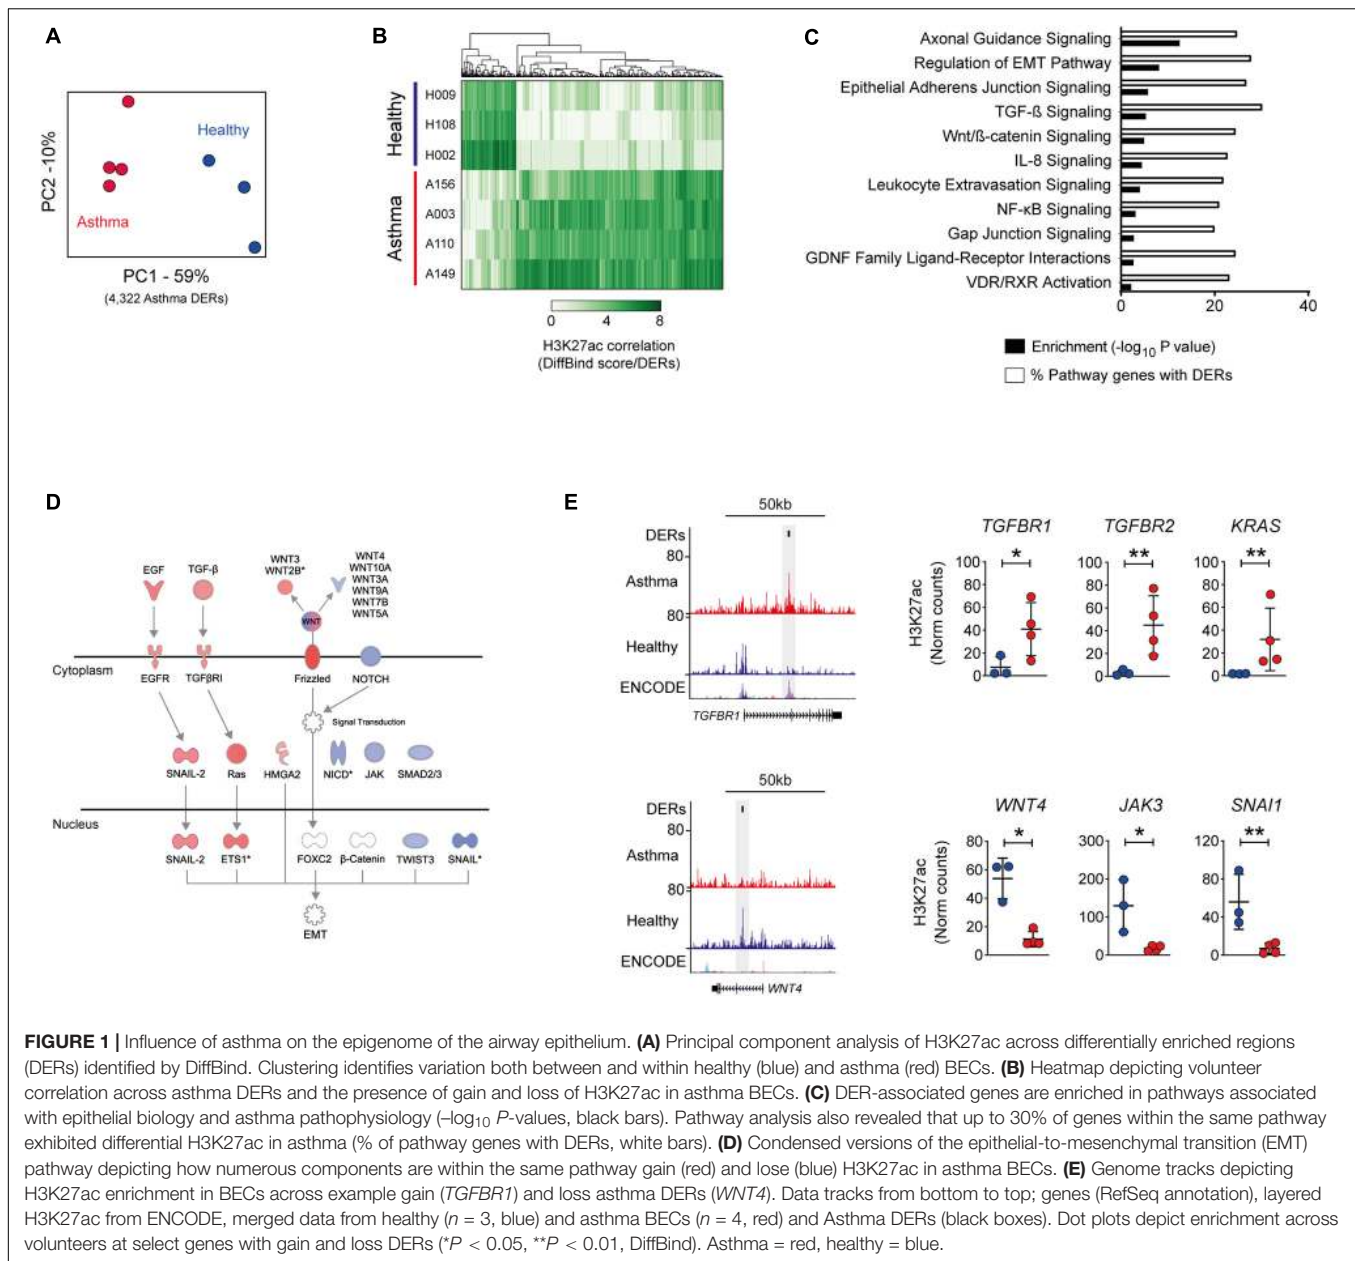 A
PC2 -10%
Healthy
Asthma
PC1 - 59%
(4,322 Asthma DERs)
B
Healthy
Asthma
H009
H108
H002
A156
A003
A110
A149
0 4 8
H3K27ac correlation
(DiffBind score/DERs)
C
Axonal Guidance Signaling
Regulation of EMT Pathway
Epithelial Adherens Junction Signaling
TGF-ß Signaling
Wnt/ß-catenin Signaling
IL-8 Signaling
Leukocyte Extravasation Signaling
NF-κB Signaling
Gap Junction Signaling
GDNF Family Ligand-Receptor Interactions
VDR/RXR Activation
0 20 40
Enrichment (-log10 P value)
% Pathway genes with DERs
D
EGF TGF-β
WNT3
WNT2B*
WNT4
WNT10A
WNT3A
WNT9A
WNT7B
WNT5A
WNT
Cytoplasm
EGFR TGFβRI Frizzled NOTCH
Signal Transduction
SNAIL-2 Ras HMGA2 NICD* JAK SMAD2/3
Nucleus
SNAIL-2 ETS1* FOXC2 β-Catenin TWIST3 SNAIL*
EMT
E
50kb
DERs
80
Asthma
80
Healthy
ENCODE
TGFBR1
H3K27ac
(Norm counts)
TGFBR1
100
80
60
40
20
0
*
TGFBR2
100
80
60
40
20
0
**
KRAS
100
80
60
40
20
0
**
50kb
DERs
80
Asthma
80
Healthy
ENCODE
WNT4
H3K27ac
(Norm counts)
WNT4
80
60
40
20
0
*
JAK3
300
200
100
0
*
SNAI1
120
80
40
0
**
FIGURE 1 | Influence of asthma on the epigenome of the airway epithelium. (A) Principal component analysis of H3K27ac across differentially enriched regions
(DERs) identified by DiffBind. Clustering identifies variation both between and within healthy (blue) and asthma (red) BECs. (B) Heatmap depicting volunteer
correlation across asthma DERs and the presence of gain and loss of H3K27ac in asthma BECs. (C) DER-associated genes are enriched in pathways associated
with epithelial biology and asthma pathophysiology (–log10 P-values, black bars). Pathway analysis also revealed that up to 30% of genes within the same pathway
exhibited differential H3K27ac in asthma (% of pathway genes with DERs, white bars). (D) Condensed versions of the epithelial-to-mesenchymal transition (EMT)
pathway depicting how numerous components are within the same pathway gain (red) and lose (blue) H3K27ac in asthma BECs. (E) Genome tracks depicting
H3K27ac enrichment in BECs across example gain (TGFBR1) and loss asthma DERs (WNT4). Data tracks from bottom to top; genes (RefSeq annotation), layered
H3K27ac from ENCODE, merged data from healthy (n = 3, blue) and asthma BECs (n = 4, red) and Asthma DERs (black boxes). Dot plots depict enrichment across
volunteers at select genes with gain and loss DERs (*P < 0.05, **P < 0.01, DiffBind). Asthma = red, healthy = blue.